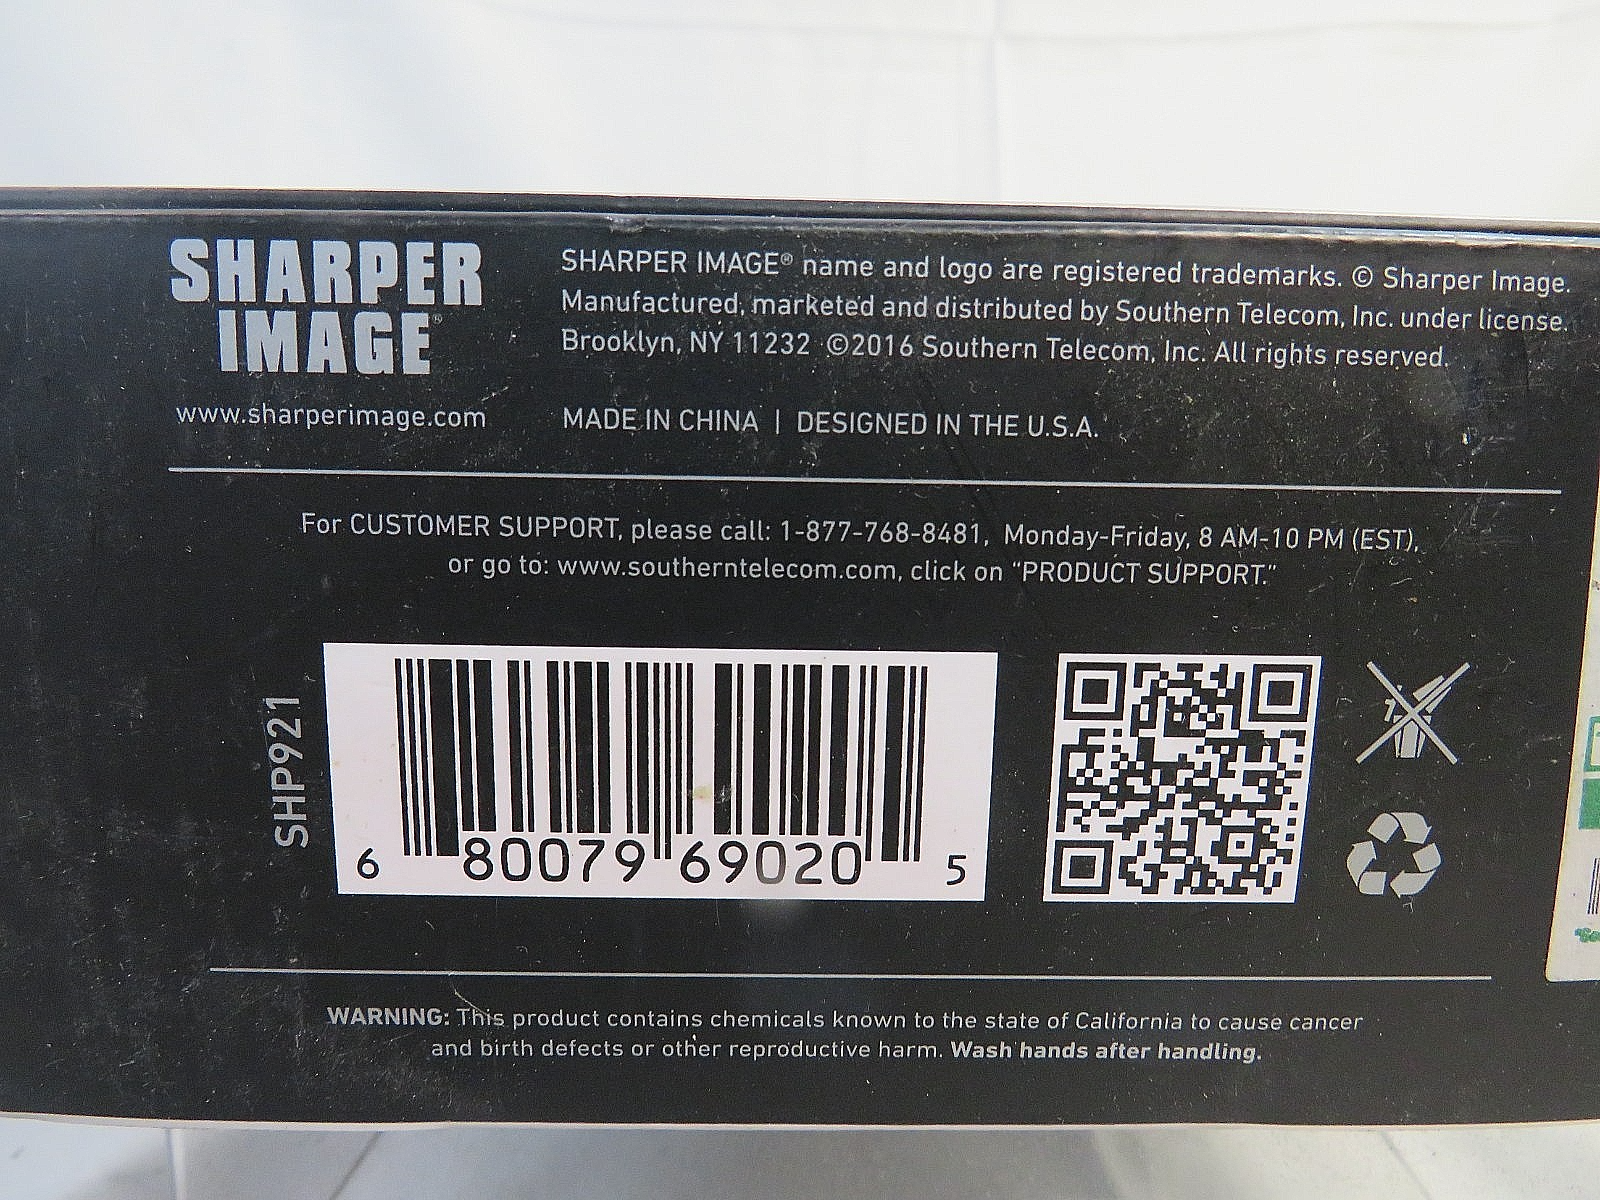 SHARPER
IMAGE®
www.sharperimage.com
SHARPER IMAGE® name and logo are registered trademarks. © Sharper Image.
Manufactured, marketed and distributed by Southern Telecom, Inc. under license.
Brooklyn, NY 11232 ©2016 Southern Telecom, Inc. All rights reserved.
MADE IN CHINA | DESIGNED IN THE U.S.A.
For CUSTOMER SUPPORT, please call: 1-877-768-8481, Monday-Friday, 8 AM-10 PM (EST),
or go to: www.southerntelecom.com, click on “PRODUCT SUPPORT.”
SHP921
6 80079 69020 5
WARNING: This product contains chemicals known to the state of California to cause cancer
and birth defects or other reproductive harm. Wash hands after handling.